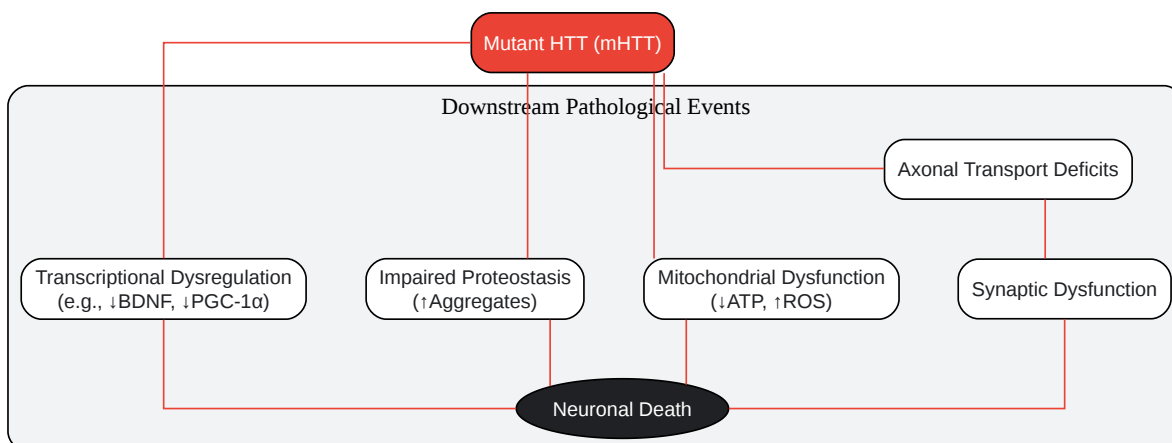 Mutant HTT (mHTT)
Downstream Pathological Events
Axonal Transport Deficits
Transcriptional Dysregulation
(e.g., ↓BDNF, ↓PGC-1α)
Impaired Proteostasis
(↑Aggregates)
Mitochondrial Dysfunction
(↓ATP, ↑ROS)
Synaptic Dysfunction
Neuronal Death